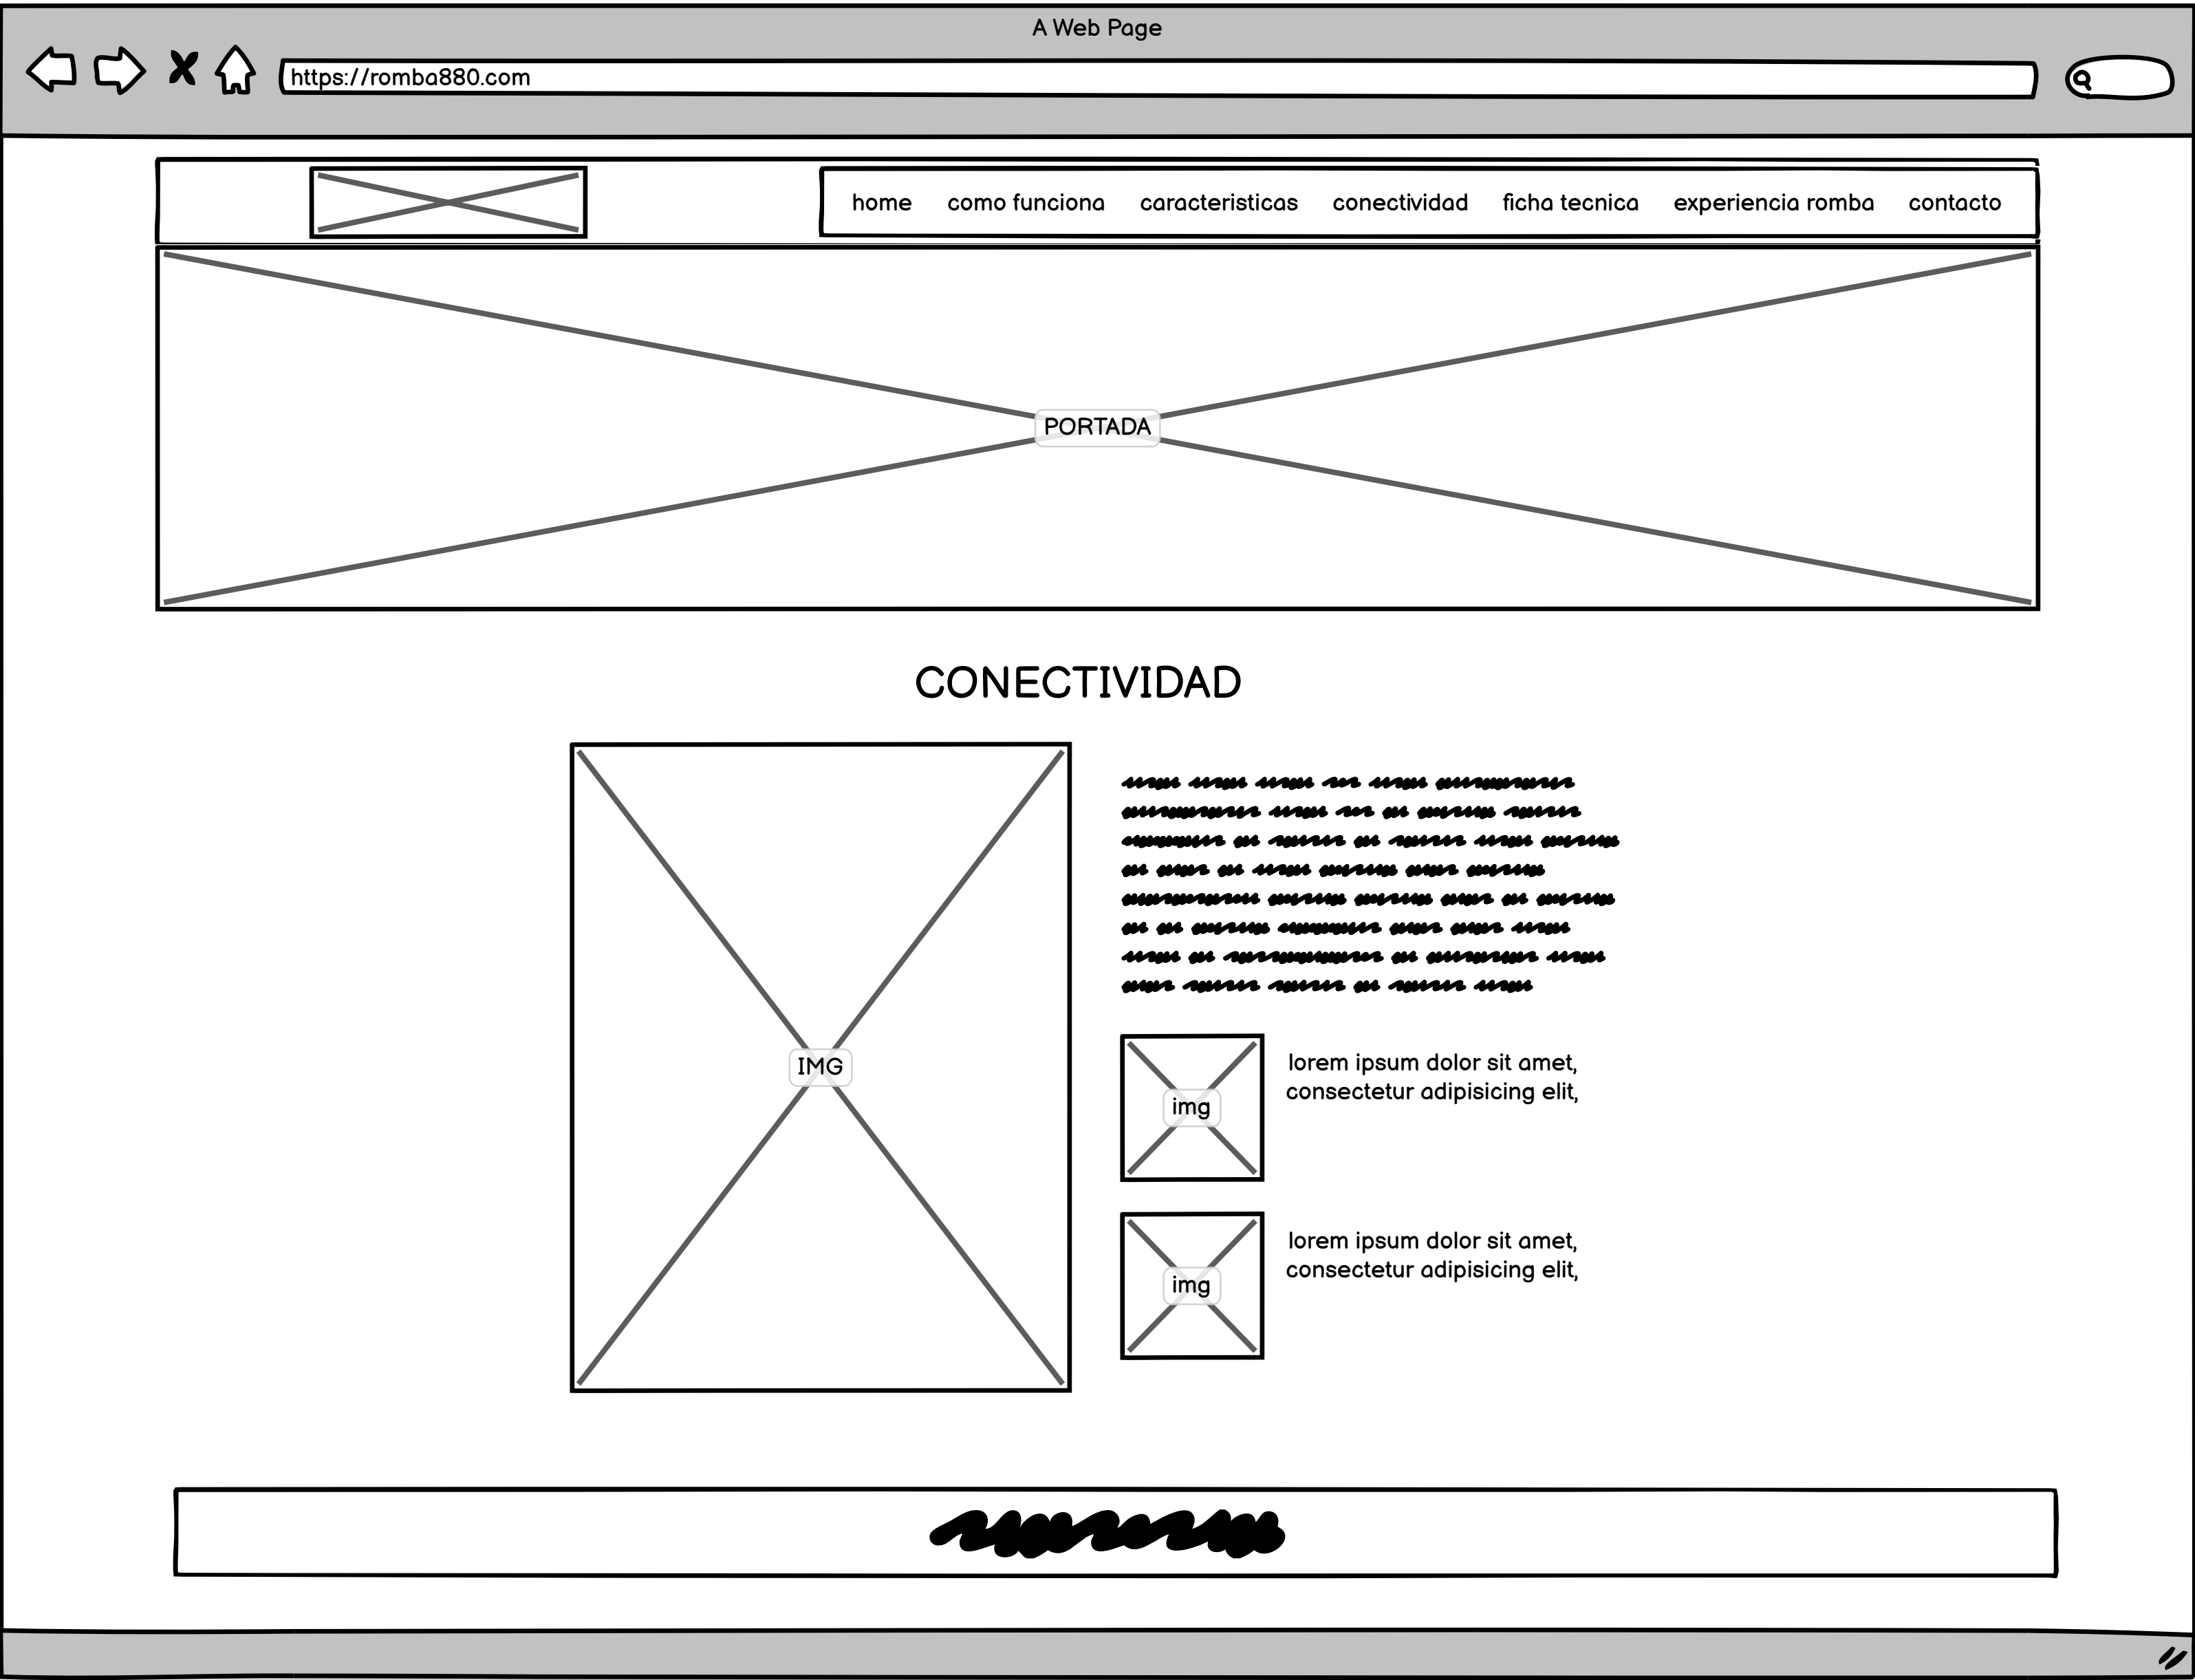 A Web Page
https://romba880.com
home como funciona caracteristicas conectividad ficha tecnica experiencia romba contacto
PORTADA
CONECTIVIDAD
IMG
img
lorem ipsum dolor sit amet,
consectetur adipisicing elit,
img
lorem ipsum dolor sit amet,
consectetur adipisicing elit,